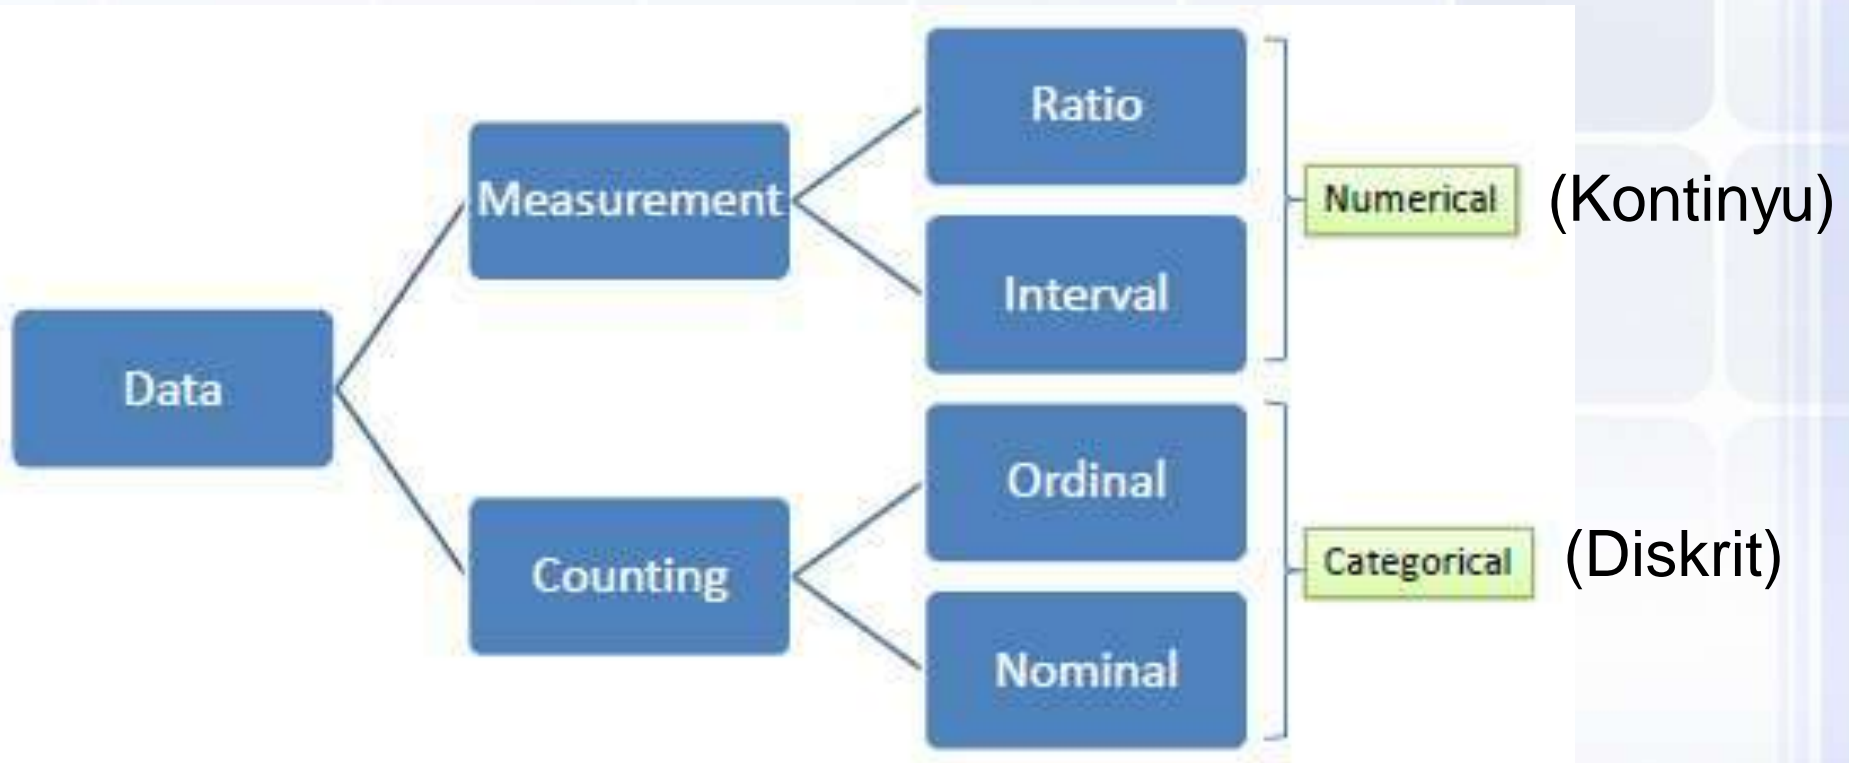 Data
Measurement
Counting
Ratio
Interval
Ordinal
Nominal
Numerical (Kontinyu)
Categorical (Diskrit)